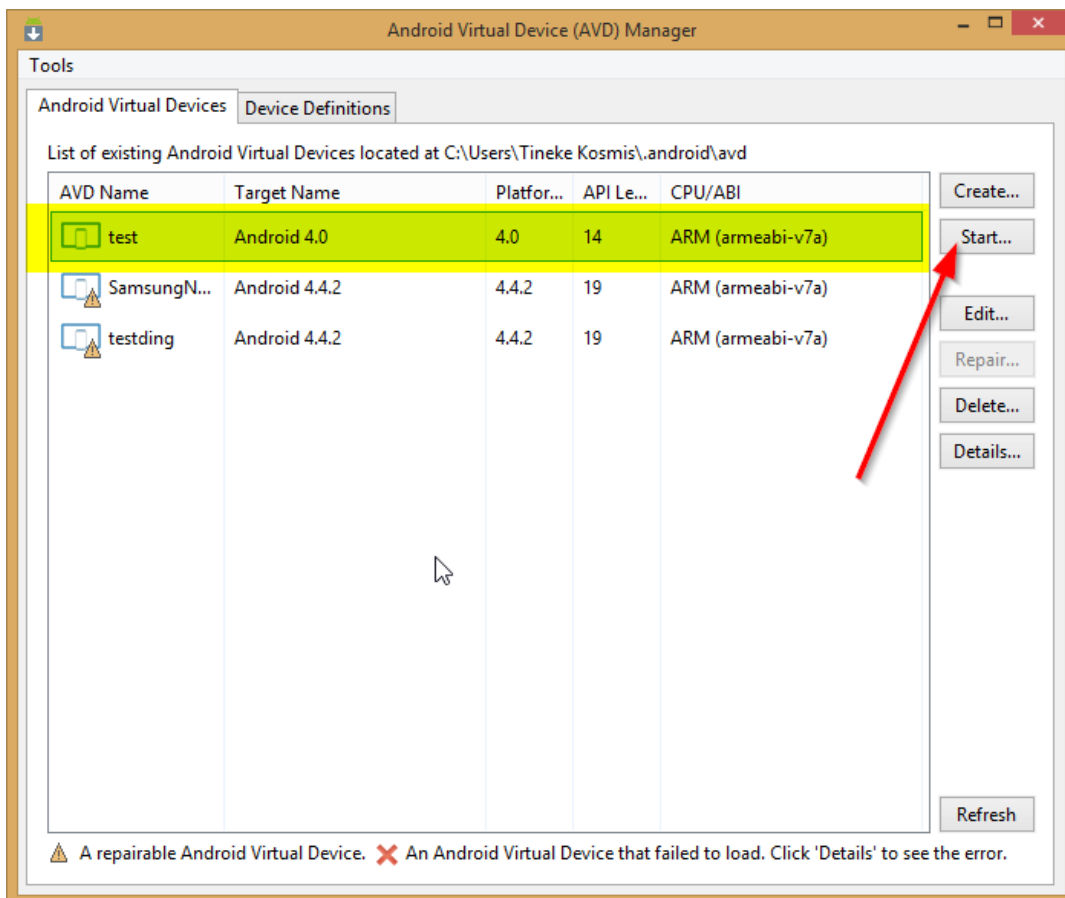 Android Virtual Device (AVD) Manager
Tools
Android Virtual Devices Device Definitions
List of existing Android Virtual Devices located at C:\Users\Tineke Kosmis\.android\avd
AVD Name Target Name Platfor... API Le... CPU/ABI Create...
test Android 4.0 4.0 14 ARM (armeabi-v7a) Start...
SamsungN... Android 4.4.2 4.4.2 19 ARM (armeabi-v7a)
Edit...
testding Android 4.4.2 4.4.2 19 ARM (armeabi-v7a)
Repair...
Delete...
Details...
Refresh
A repairable Android Virtual Device. An Android Virtual Device that failed to load. Click 'Details' to see the error.